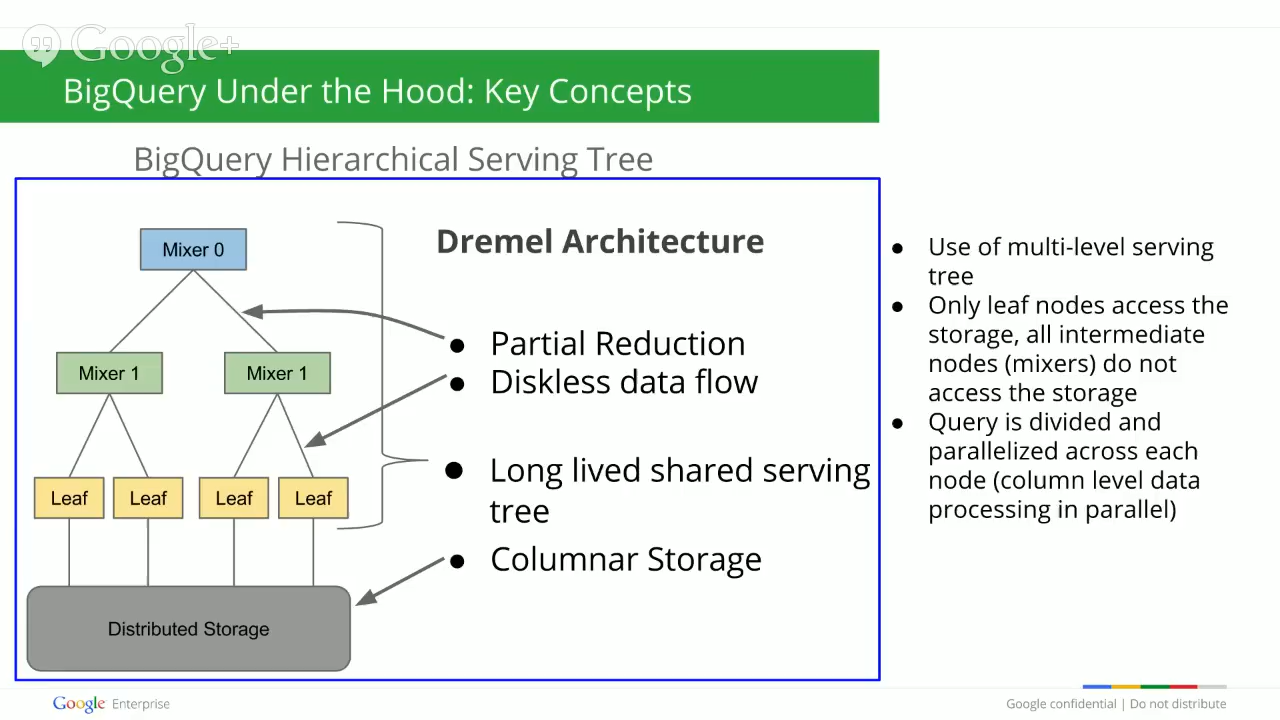 Google+
BigQuery Under the Hood: Key Concepts
BigQuery Hierarchical Serving Tree
Mixer 0
Mixer 1
Mixer 1
Leaf
Leaf
Leaf
Leaf
Distributed Storage
Dremel Architecture
● Partial Reduction
● Diskless data flow
● Long lived shared serving
tree
● Columnar Storage
● Use of multi-level serving
tree
● Only leaf nodes access the
storage, all intermediate
nodes (mixers) do not
access the storage
● Query is divided and
parallelized across each
node (column level data
processing in parallel)
Google Enterprise
Google confidential | Do not distribute